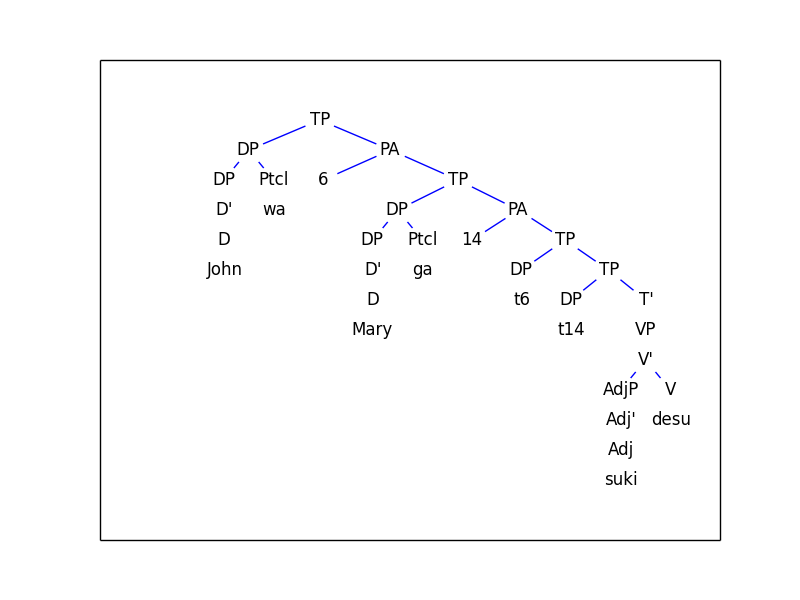 TP
DP PA
DP Ptcl 6 TP
D' wa DP PA
D DP Ptcl 14 TP
John D' ga DP TP
D t6 DP T'
Mary t14 VP
V'
AdjP V
Adj' desu
Adj
suki